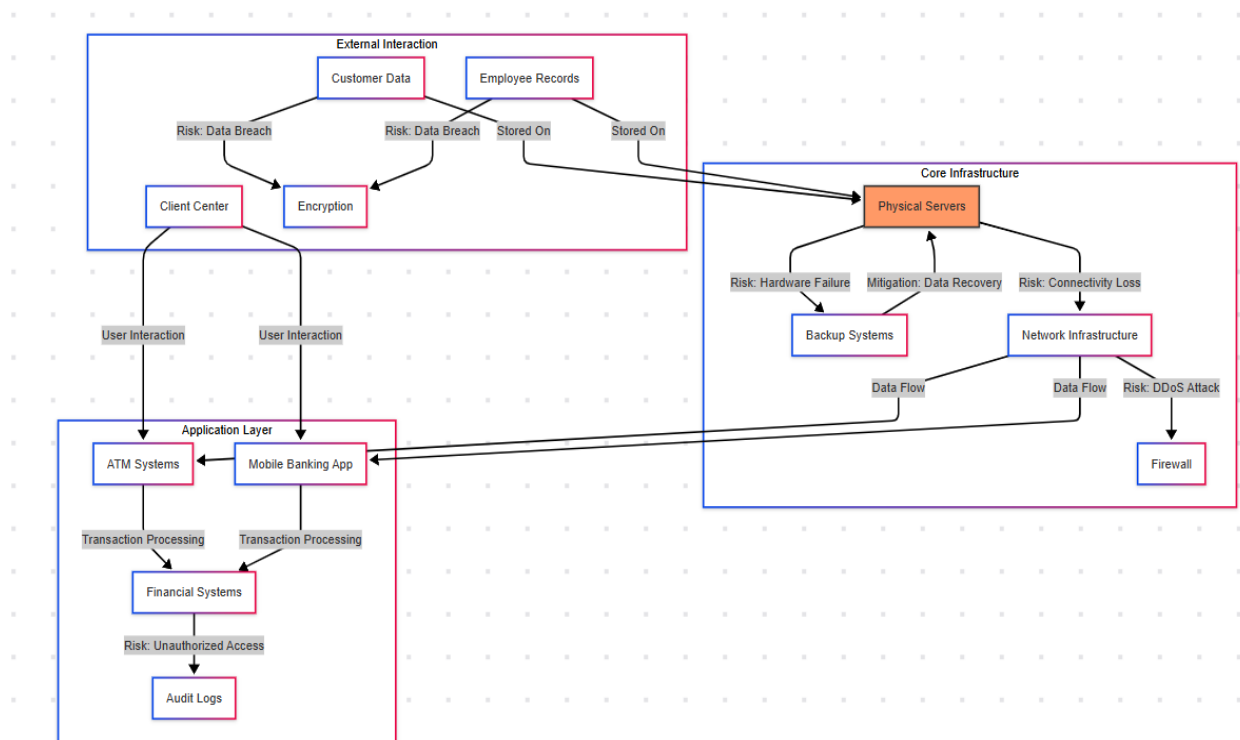 External Interaction
Customer Data
Employee Records
Risk: Data Breach
Risk: Data Breach
Stored On
Stored On
Client Center
Encryption
User Interaction
User Interaction
Core Infrastructure
Physical Servers
Risk: Hardware Failure
Mitigation: Data Recovery
Risk: Connectivity Loss
Backup Systems
Network Infrastructure
Data Flow
Data Flow
Risk: DDoS Attack
Firewall
Application Layer
ATM Systems
Mobile Banking App
Transaction Processing
Transaction Processing
Financial Systems
Risk: Unauthorized Access
Audit Logs